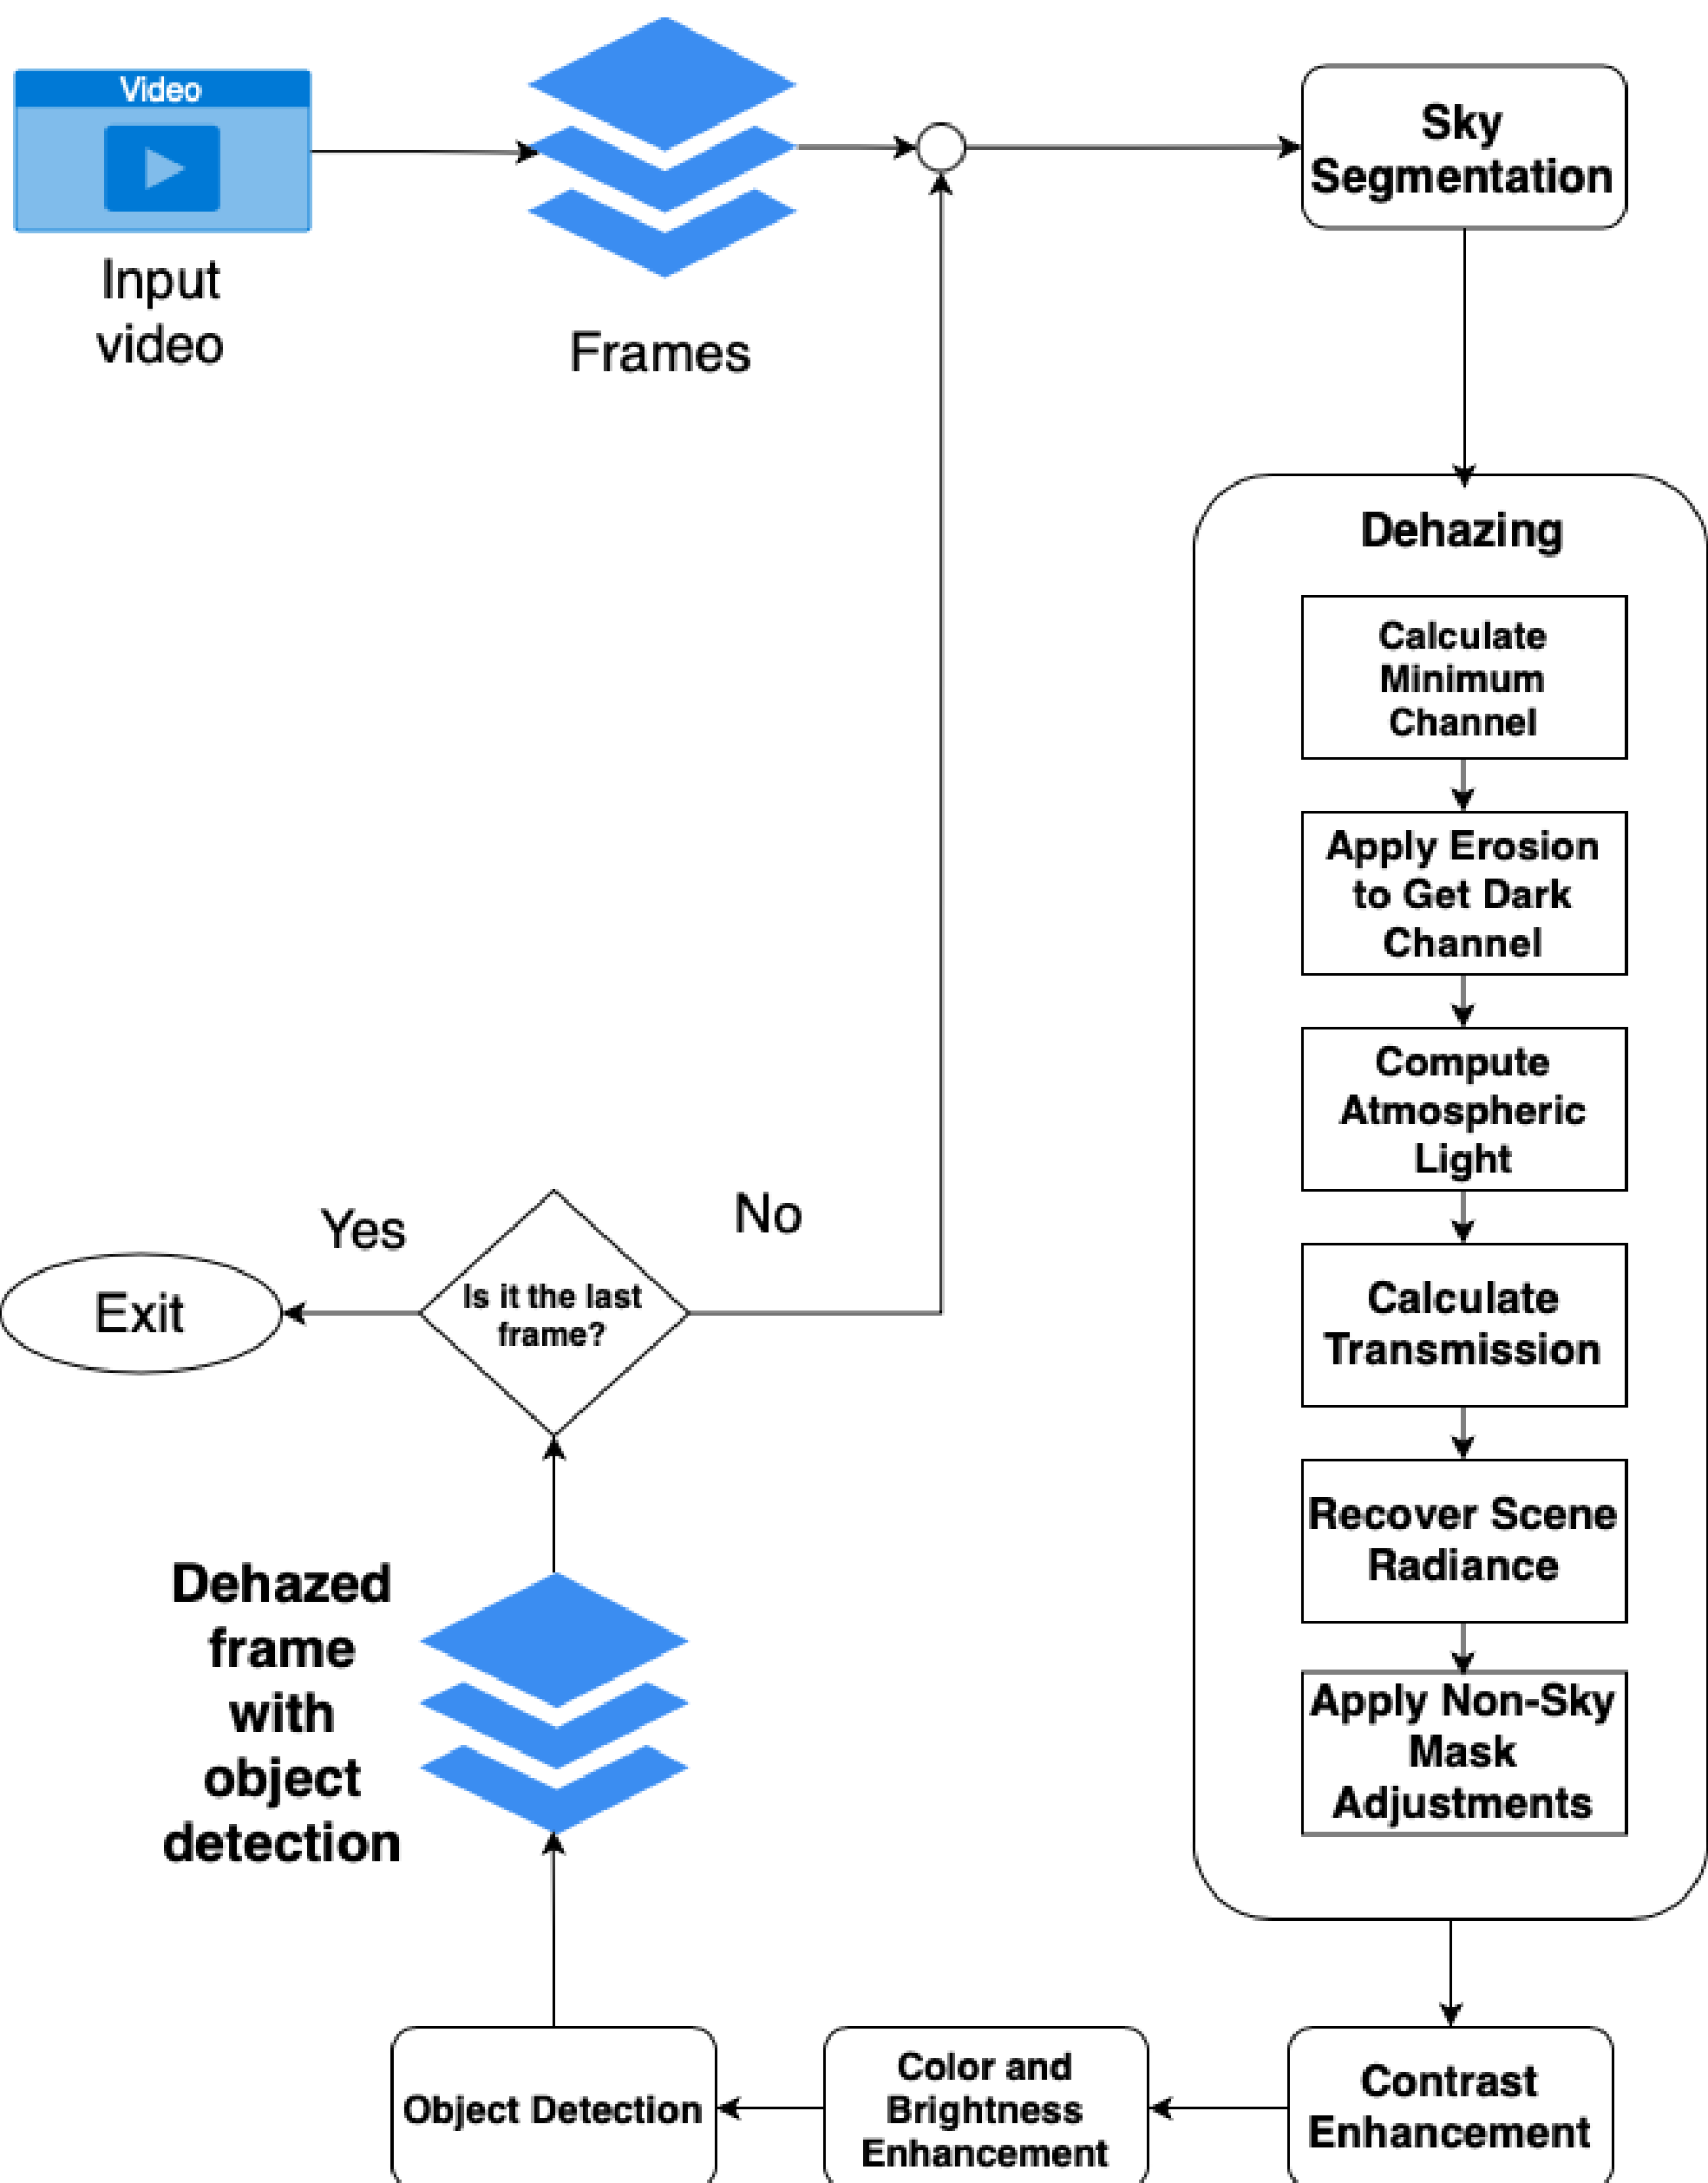 Video
Input
video
Frames
Sky
Segmentation
Dehazing
Calculate
Minimum
Channel
Apply Erosion
to Get Dark
Channel
Compute
Atmospheric
Light
Calculate
Transmission
Recover Scene
Radiance
Apply Non-Sky
Mask
Adjustments
Contrast
Enhancement
Color and
Brightness
Enhancement
Object Detection
Dehazed
frame
with
object
detection
Is it the last
frame?
Yes
No
Exit